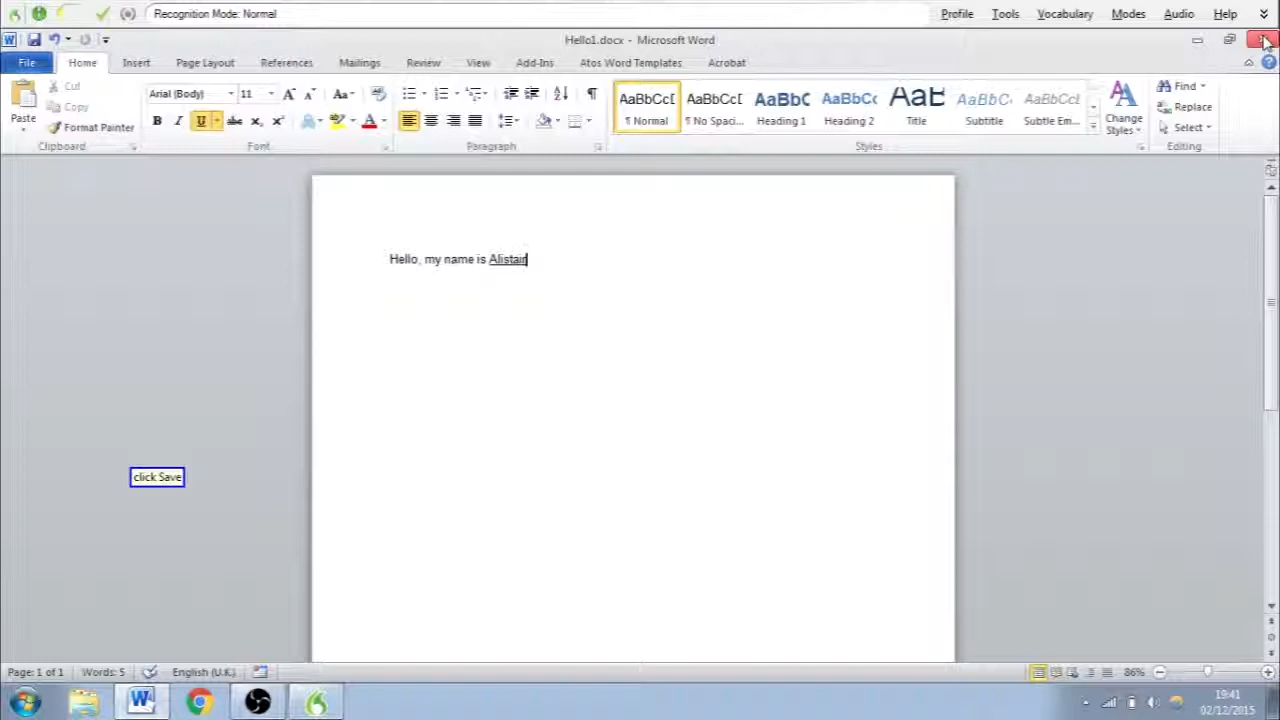 Recognition Mode: Normal
Profile Tools Vocabulary Modes Audio Help
Hello1.docx - Microsoft Word
File Home Insert Page Layout References Mailings Review View Add-Ins Atos Word Templates Acrobat
Paste
Cut
Copy
Format Painter
Clipboard
Arial (Body) 11
Font
Paragraph
AaBbCcD AaBbCcD AaBbC AaBbCc AaB AaBbC AaBbCcD
¶ Normal ¶ No Spaci... Heading 1 Heading 2 Title Subtitle Subtle Em...
Change Styles
Styles
Find
Replace
Select
Editing
Hello, my name is Alistair
click Save
Page: 1 of 1 Words: 5 English (U.K.) 86%
19:41
02/12/2015